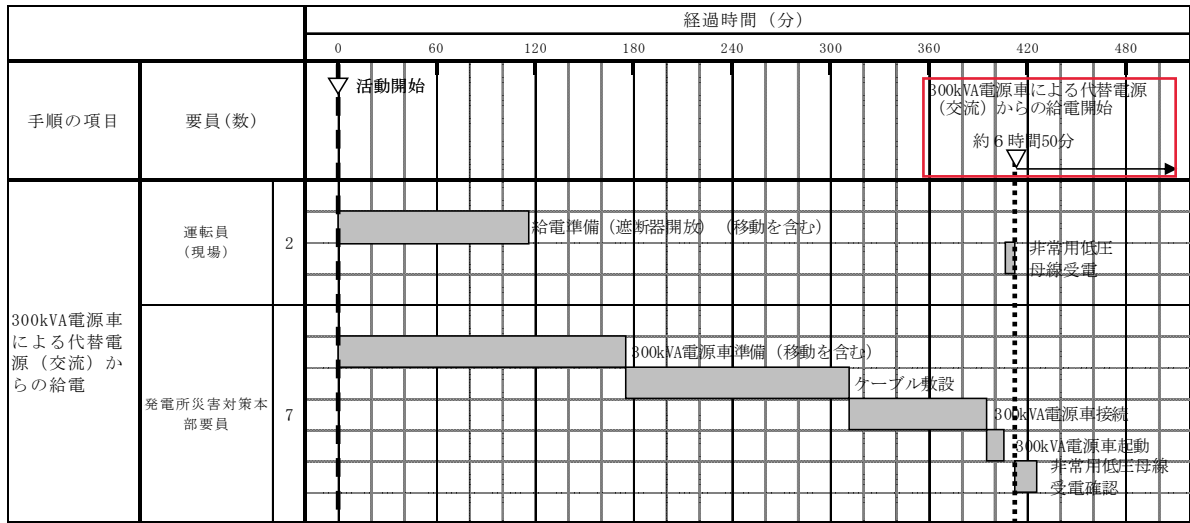 経過時間（分）
0 60 120 180 240 300 360 420 480
手順の項目
要員(数)
活動開始
300kVA電源車による代替電源
（交流）からの給電開始
約６時間50分
300kVA電源車
による代替電
源（交流）か
らの給電
運転員
（現場）
2
給電準備（遮断器開放）（移動を含む）
非常用低圧
母線受電
発電所災害対策本
部要員
7
300kVA電源車準備（移動を含む）
ケーブル敷設
300kVA電源車接続
300kVA電源車起動
非常用低圧母線
受電確認